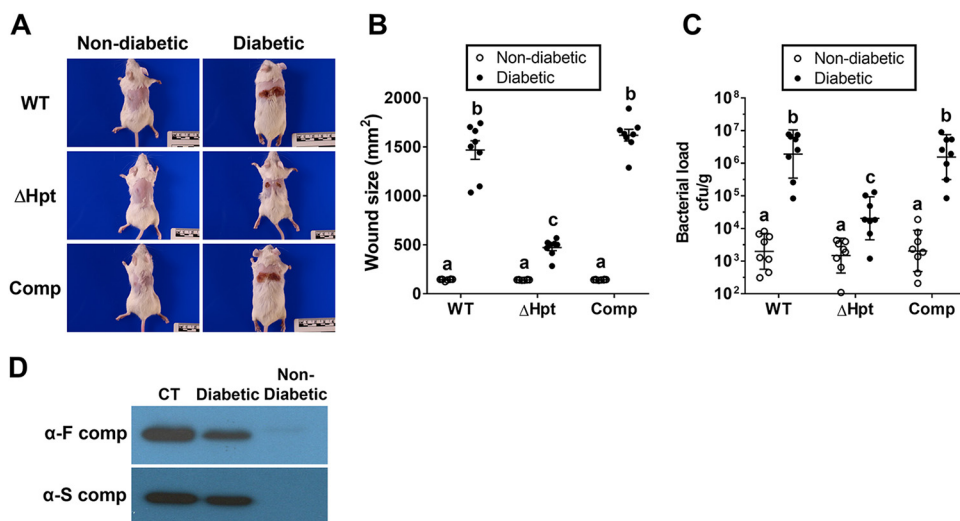 A
Non-diabetic Diabetic
WT
ΔHpt
Comp
B
Non-diabetic
Diabetic
Wound size (mm²)
2000
1500
1000
500
0
a b a c a b
WT ΔHpt Comp
C
Non-diabetic
Diabetic
Bacterial load
cfu/g
10⁸
10⁷
10⁶
10⁵
10⁴
10³
10²
a b a c a b
WT ΔHpt Comp
D
CT Diabetic Non-
Diabetic
α-F comp
α-S comp